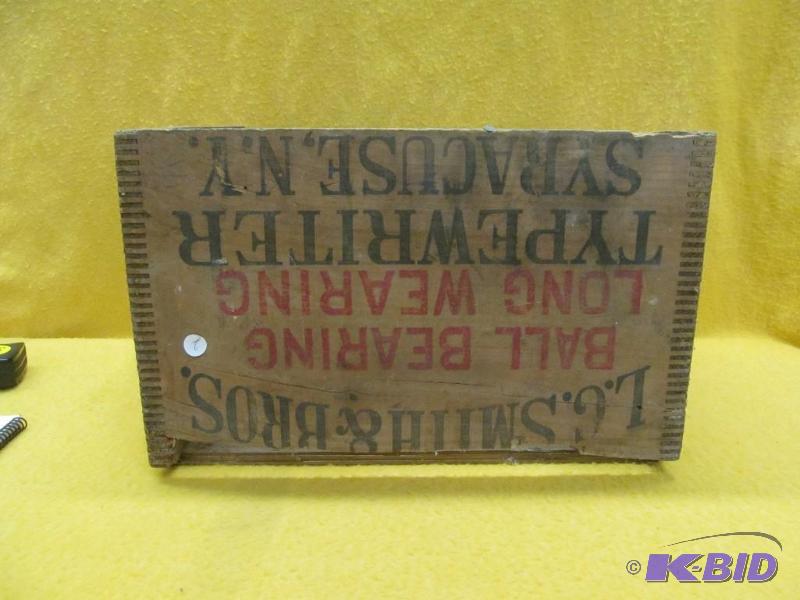 L.C. SMITH & BROS.
BALL BEARING
LONG WEARING
TYPEWRITER
SYRACUSE, N.Y.
© K-BID